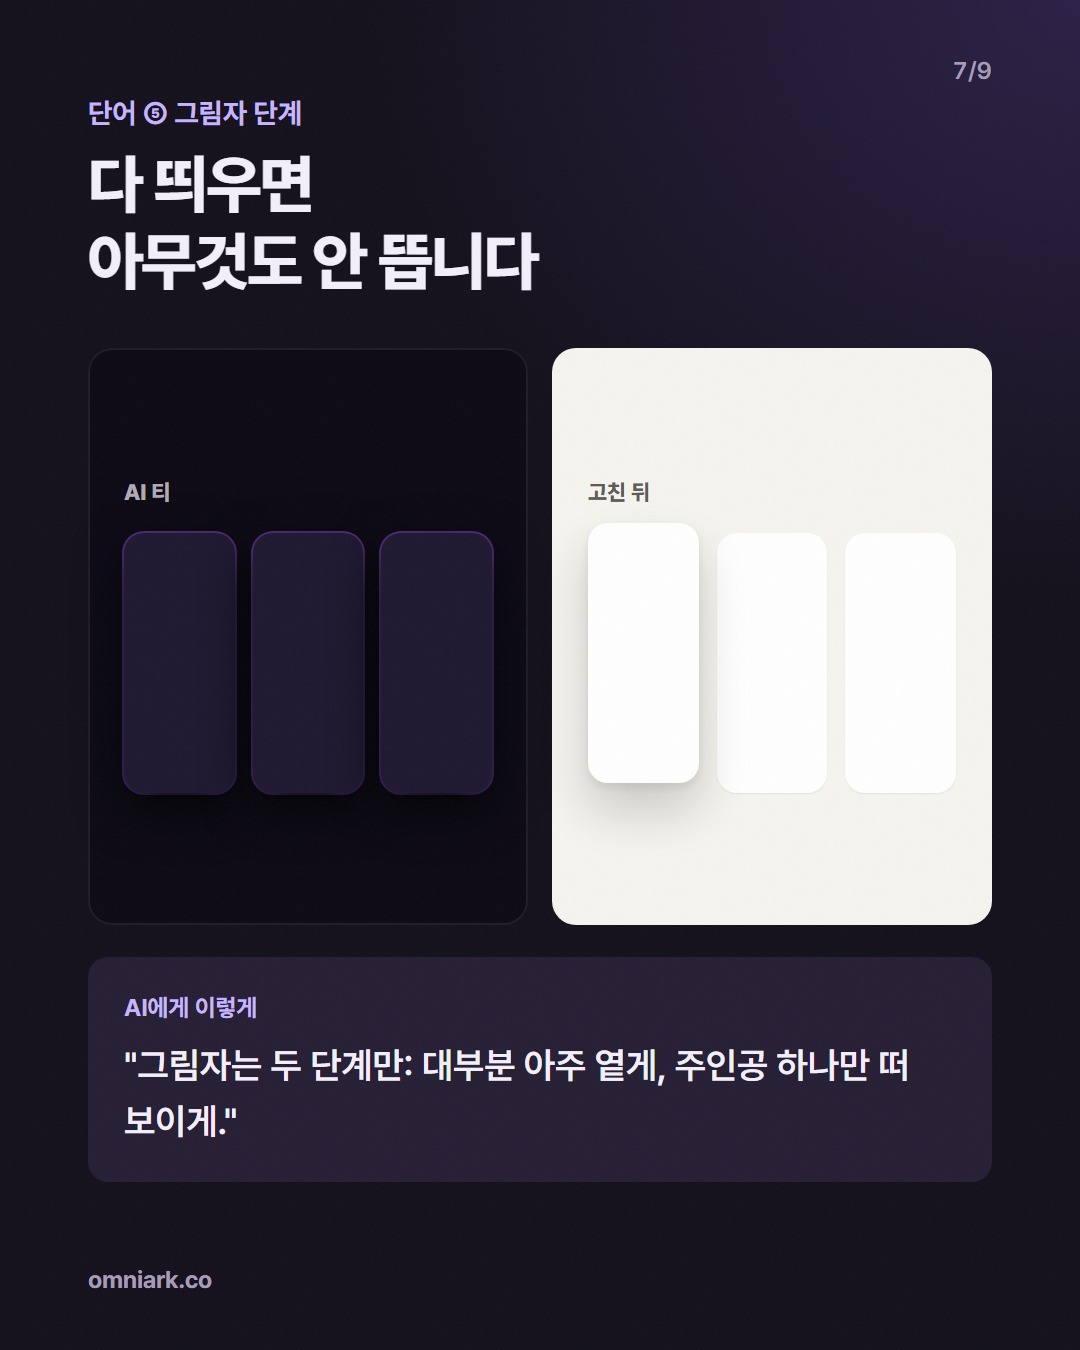 7/9
단어 ⑤ 그림자 단계
다 띄우면
아무것도 안 뜹니다
AI 티
고친 뒤
AI에게 이렇게
"그림자는 두 단계만: 대부분 아주 옅게, 주인공 하나만 떠
보이게."
omniark.co